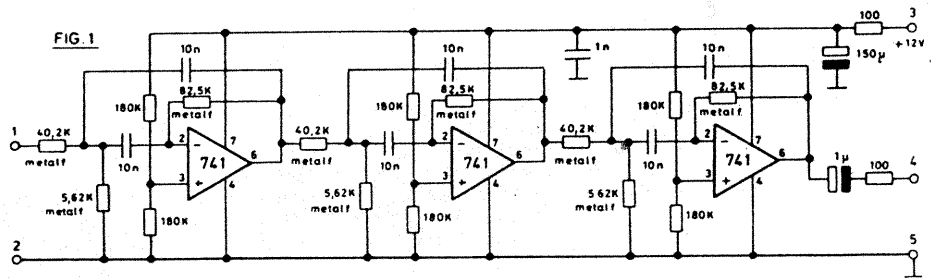 FIG.1
100
3
+12V
150µ
1n
10n
10n
10n
180K
82,5K
metalf
180K
82,5K
metalf.
180K
82,5K
metalf.
1
40,2K
metalf
10n
2
3
7
4
6
741
40,2K
metalf
10n
2
3
7
4
6
741
40,2K
metalf
10n
2
3
7
4
6
741
5,62K
metalf
180K
5,62K
metalf
180K
5.62K
metalf
180K
1µ
100
4
2
5